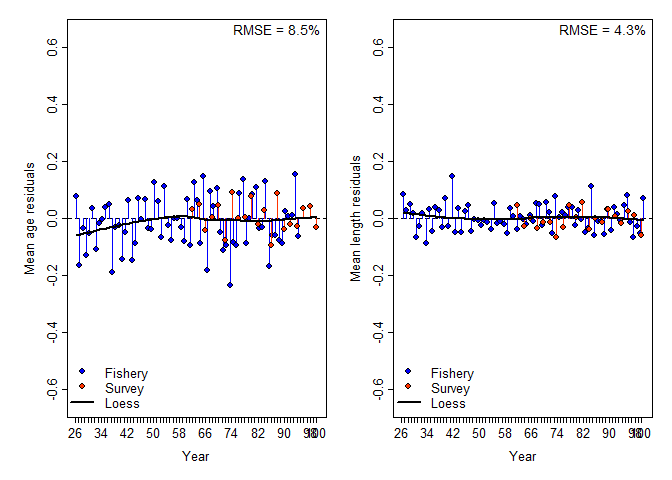 RMSE = 8.5%
Mean age residuals
0.6
0.4
0.2
0.0
-0.2
-0.4
-0.6
Fishery
Survey
Loess
26 34 42 50 58 66 74 82 90 98 100
Year
RMSE = 4.3%
Mean length residuals
0.6
0.4
0.2
0.0
-0.2
-0.4
-0.6
Fishery
Survey
Loess
26 34 42 50 58 66 74 82 90 98 100
Year